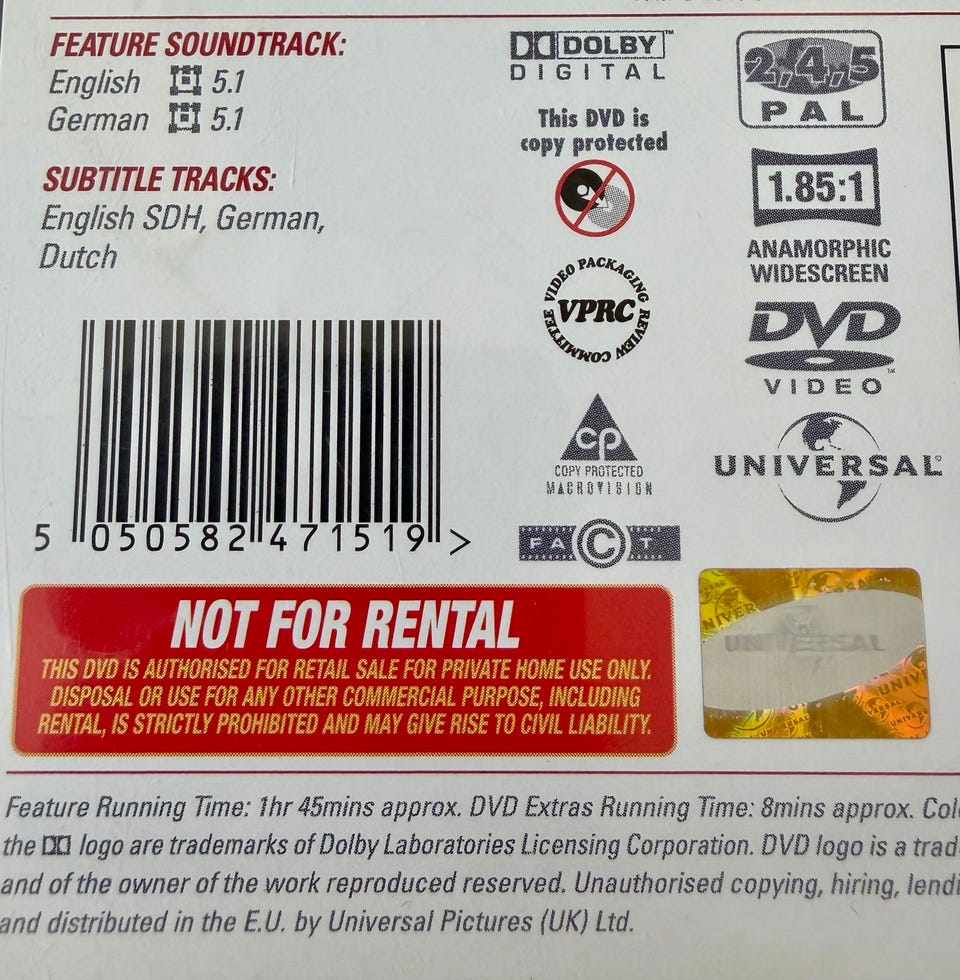 FEATURE SOUNDTRACK:
English 5.1
German 5.1
SUBTITLE TRACKS:
English SDH, German,
Dutch
5 050582 471519 >
DOLBY™
DIGITAL
This DVD is
copy protected
VIDEO PACKAGING REVIEW COMMITTEE
VPRC
cp
COPY PROTECTED
MACROVISION
FA©T
2,4,5
PAL
1.85:1
ANAMORPHIC
WIDESCREEN
DVD™
VIDEO
UNIVERSAL
NOT FOR RENTAL
THIS DVD IS AUTHORISED FOR RETAIL SALE FOR PRIVATE HOME USE ONLY.
DISPOSAL OR USE FOR ANY OTHER COMMERCIAL PURPOSE, INCLUDING
RENTAL, IS STRICTLY PROHIBITED AND MAY GIVE RISE TO CIVIL LIABILITY.
UNIVERSAL
Feature Running Time: 1hr 45mins approx. DVD Extras Running Time: 8mins approx.
the logo are trademarks of Dolby Laboratories Licensing Corporation. DVD logo is a trad
and of the owner of the work reproduced reserved. Unauthorised copying, hiring, lendi
and distributed in the E.U. by Universal Pictures (UK) Ltd.